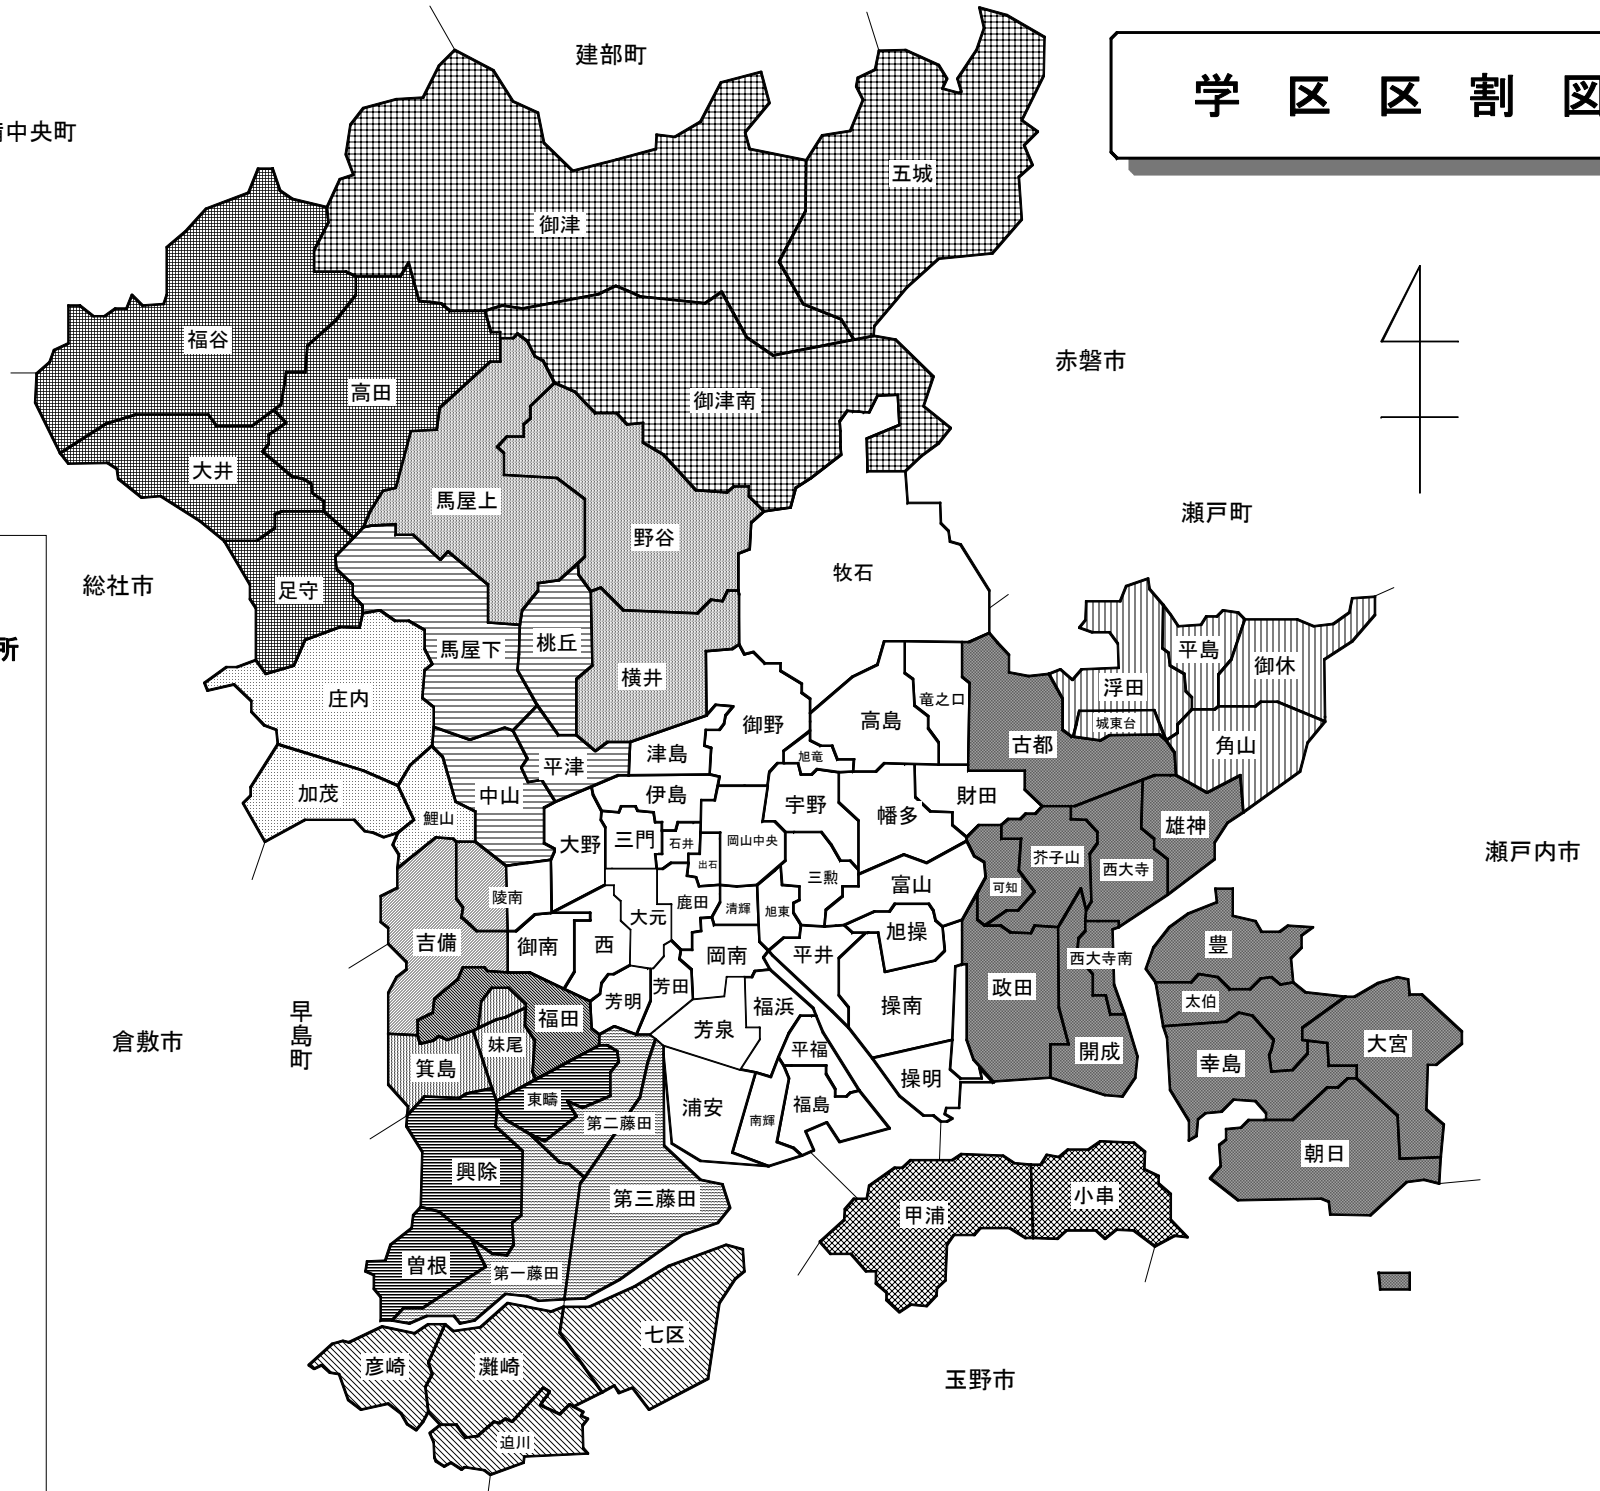 建部町
学区区割図
備中央町
五城
御津
福谷
赤磐市
高田
御津南
大井
馬屋上
瀬戸町
野谷
牧石
総社市
足守
所
馬屋下
桃丘
平島
御休
横井
浮田
庄内
竜之口
御野
高島
城東台
古都
角山
津島
旭竜
平津
加茂
中山
伊島
宇野
財田
幡多
鯉山
雄神
大野
三門
石井
岡山中央
瀬戸内市
出石
芥子山
西大寺
三勲
富山
可知
陵南
鹿田
清輝
旭東
大元
旭操
吉備
御南
西
岡南
平井
豊
西大寺南
芳明
芳田
政田
太伯
福浜
操南
早島町
福田
芳泉
倉敷市
妹尾
平福
開成
大宮
箕島
幸島
操明
東疇
浦安
南輝
福島
第二藤田
朝日
興除
第三藤田
小串
甲浦
曽根
第一藤田
七区
彦崎
灘崎
玉野市
迫川